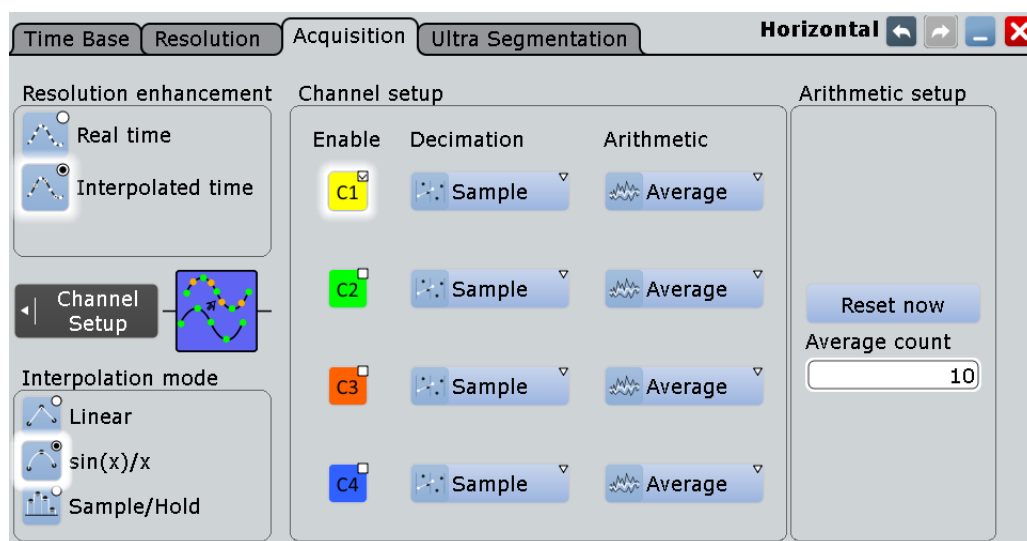 Time Base
Resolution
Acquisition
Ultra Segmentation
Horizontal
Resolution enhancement
Real time
Interpolated time
Channel
Setup
Interpolation mode
Linear
sin(x)/x
Sample/Hold
Channel setup
Enable Decimation Arithmetic
C1 Sample Average
C2 Sample Average
C3 Sample Average
C4 Sample Average
Arithmetic setup
Reset now
Average count
10